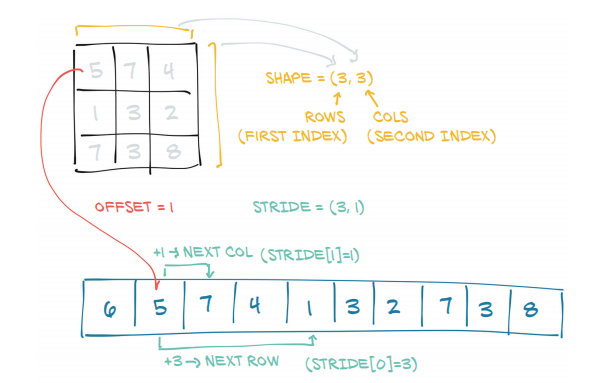 5 7 4
1 3 2
7 3 8
SHAPE = (3, 3)
ROWS
(FIRST INDEX)
COLS
(SECOND INDEX)
OFFSET = 1
STRIDE = (3, 1)
+1 → NEXT COL (STRIDE[1]=1)
6 5 7 4 1 3 2 7 3 8
+3 → NEXT ROW (STRIDE[0]=3)